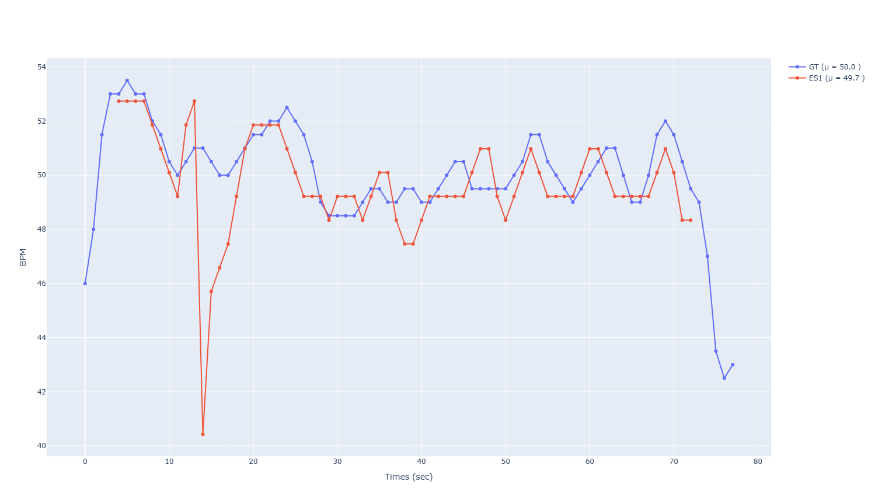 GT (μ = 50.0 )
ES1 (μ = 49.7 )
54
52
50
48
46
44
42
40
BPM
0 10 20 30 40 50 60 70 80
Times (sec)